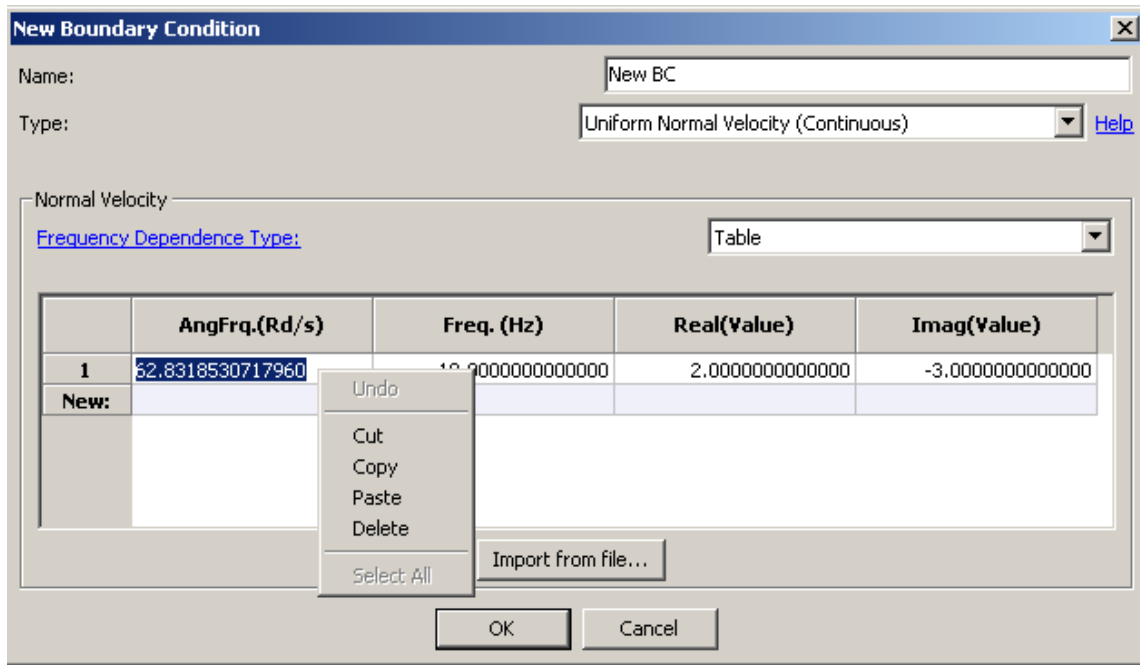 New Boundary Condition
Name: New BC
Type: Uniform Normal Velocity (Continuous) Help
Normal Velocity
Frequency Dependence Type: Table
AngFrq.(Rd/s) Freq. (Hz) Real(Value) Imag(Value)
1 62.8318530717960 10.0000000000000 2.0000000000000 -3.0000000000000
New:
Undo
Cut
Copy
Paste
Delete
Select All
Import from file...
OK Cancel